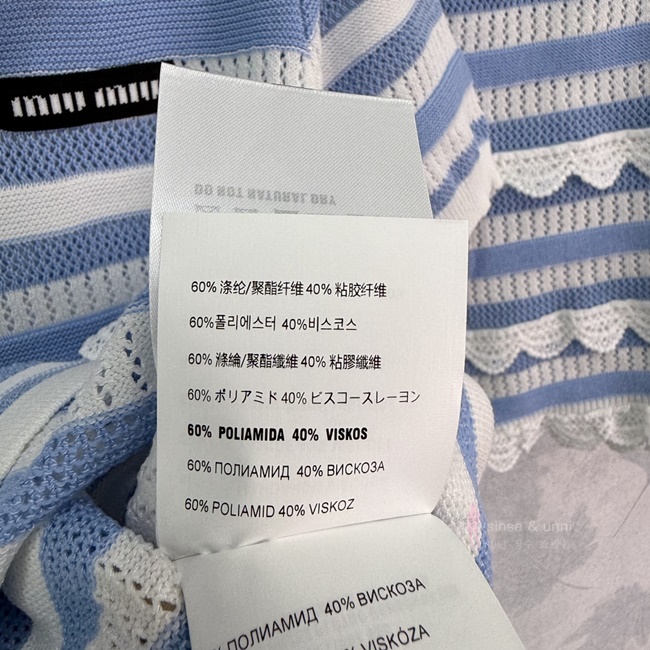 miu miu
DO NOT NATURAL DRY
60% 涤纶/聚酯纤维 40% 粘胶纤维
60%폴리에스터 40%비스코스
60% 滌綸/聚酯纖維 40% 粘膠纖維
60% ポリアミド 40% ビスコースレーヨン
60% POLIAMIDA 40% VISKOS
60% ПОЛИАМИД 40% ВИСКОЗА
60% POLIAMID 40% VISKOZ
% ПОЛИАМИД 40% ВИСКОЗА
% VISKÓZA
sinsa & unni